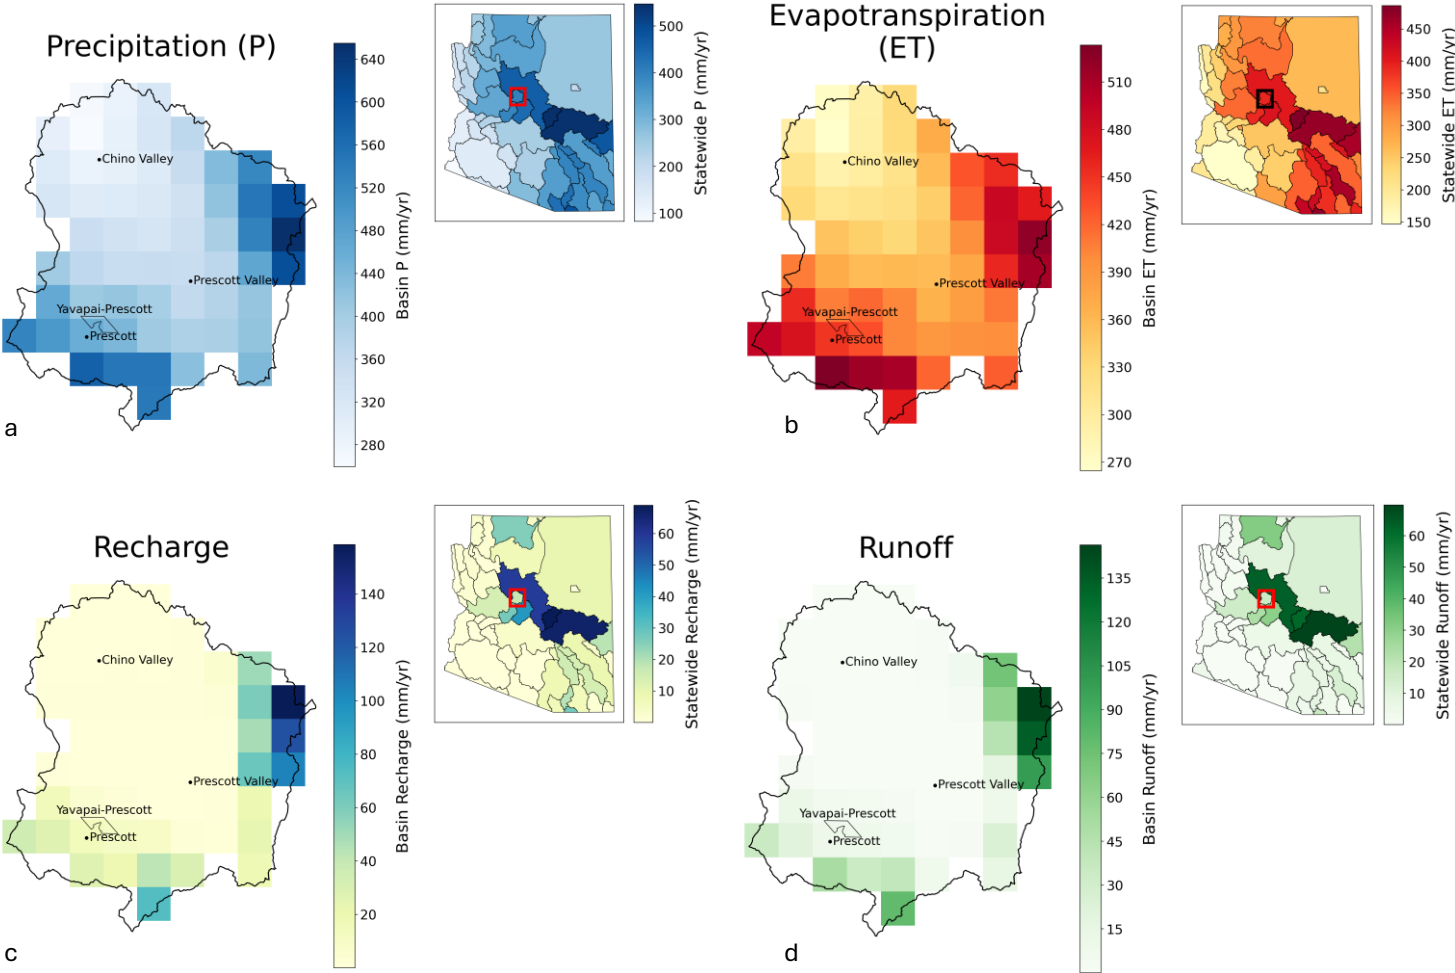 Precipitation (P)
640
600
560
520
480
440
400
360
320
280
Basin P (mm/yr)
500
400
300
200
100
Statewide P (mm/yr)
Chino Valley
Prescott Valley
Yavapai-Prescott
Prescott
a
Evapotranspiration
(ET)
510
480
450
420
390
360
330
300
270
Basin ET (mm/yr)
450
400
350
300
250
200
150
Statewide ET (mm/yr)
Chino Valley
Prescott Valley
Yavapai-Prescott
Prescott
b
Recharge
140
120
100
80
60
40
20
Basin Recharge (mm/yr)
60
50
40
30
20
10
Statewide Recharge (mm/yr)
Chino Valley
Prescott Valley
Yavapai-Prescott
Prescott
c
Runoff
135
120
105
90
75
60
45
30
15
Basin Runoff (mm/yr)
60
50
40
30
20
10
Statewide Runoff (mm/yr)
Chino Valley
Prescott Valley
Yavapai-Prescott
Prescott
d